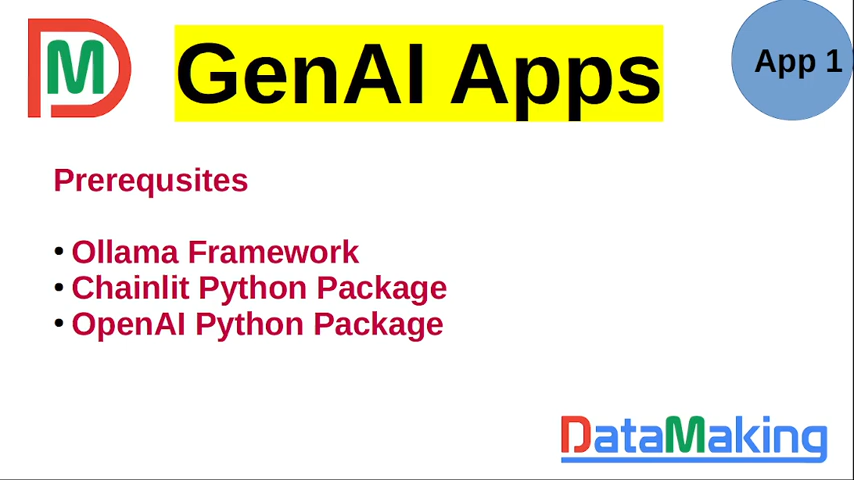 M
GenAI Apps
App 1
Prerequsites
• Ollama Framework
• Chainlit Python Package
• OpenAI Python Package
DataMaking